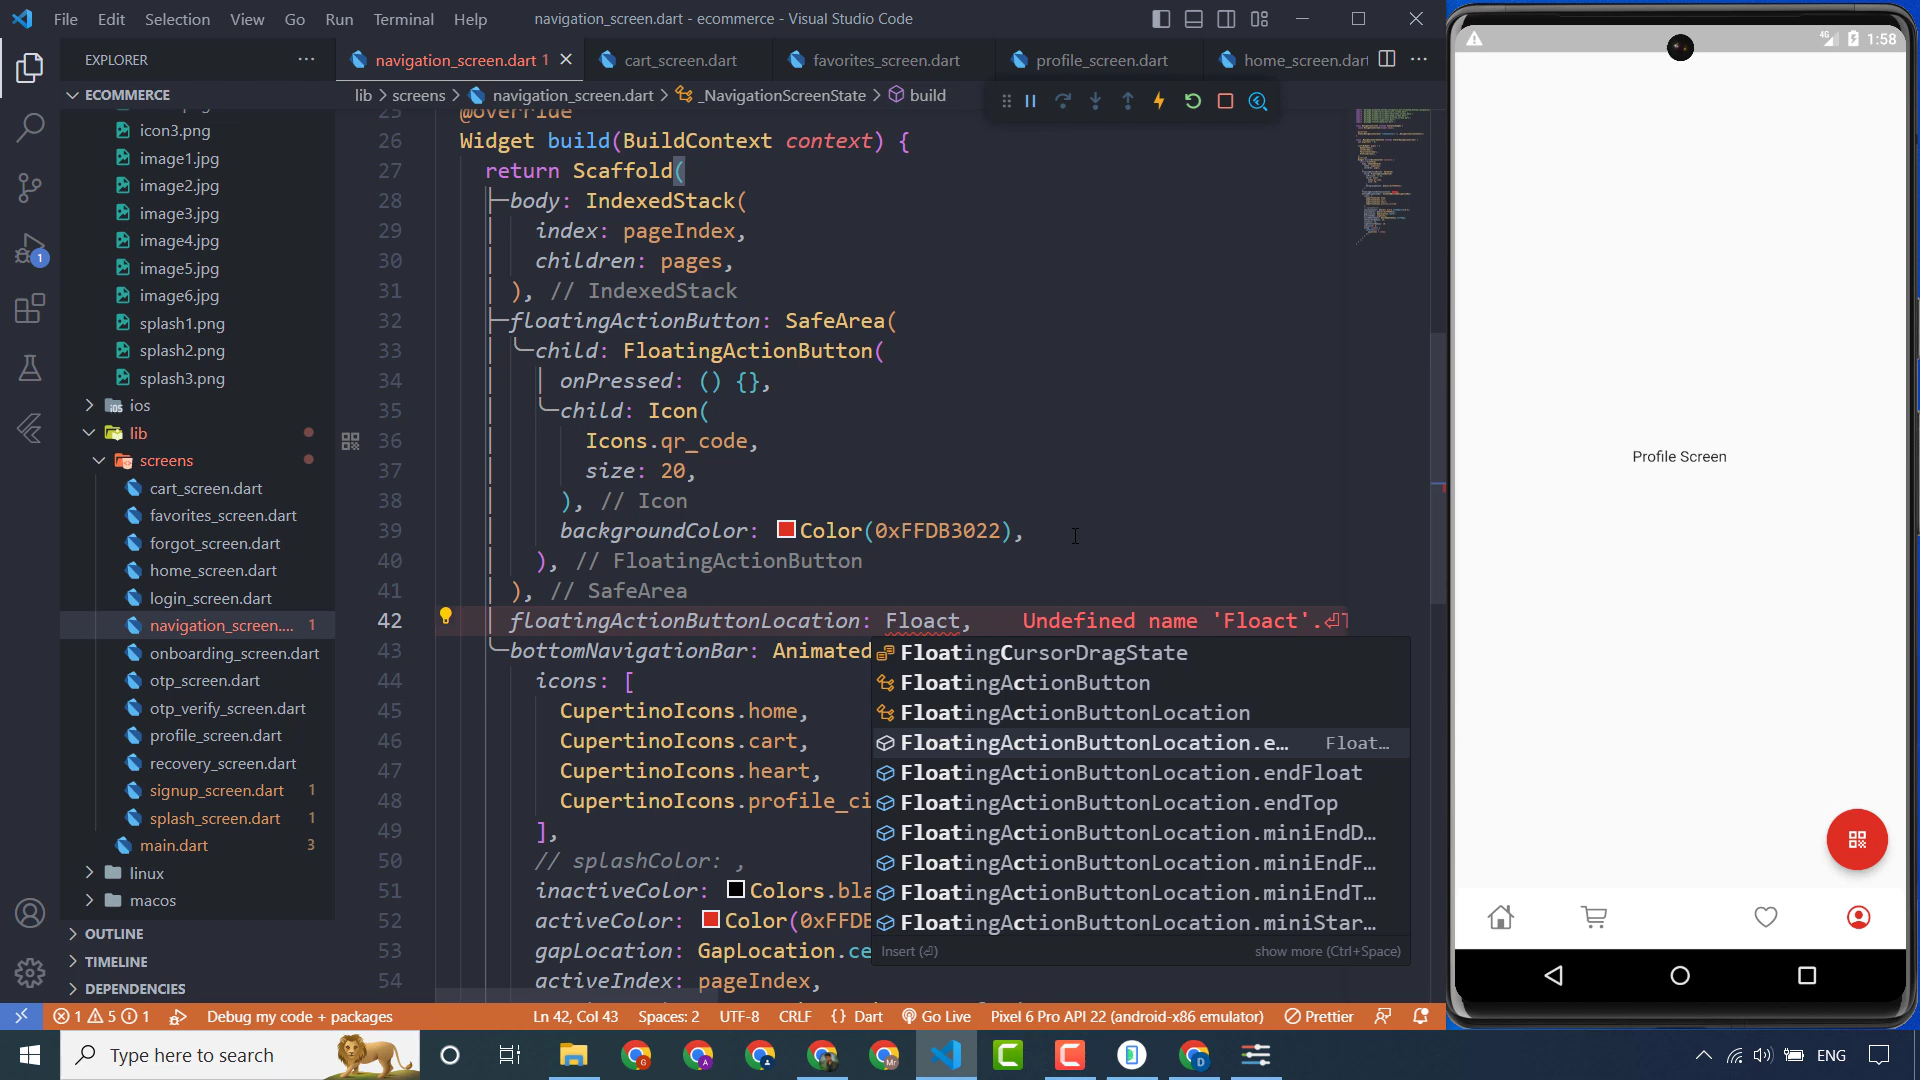 File Edit Selection View Go Run Terminal Help
navigation_screen.dart - ecommerce - Visual Studio Code
EXPLORER
navigation_screen.dart 1
cart_screen.dart
favorites_screen.dart
profile_screen.dart
home_screen.dart
ECOMMERCE
lib > screens > navigation_screen.dart > _NavigationScreenState > build
icon3.png
image1.jpg
image2.jpg
image3.jpg
image4.jpg
image5.jpg
image6.jpg
splash1.png
splash2.png
splash3.png
ios
lib
screens
cart_screen.dart
favorites_screen.dart
forgot_screen.dart
home_screen.dart
login_screen.dart
navigation_screen.... 1
onboarding_screen.dart
otp_screen.dart
otp_verify_screen.dart
profile_screen.dart
recovery_screen.dart
signup_screen.dart 1
splash_screen.dart 1
main.dart 3
linux
macos
OUTLINE
TIMELINE
DEPENDENCIES
1
25 @override
26 Widget build(BuildContext context) {
27 return Scaffold(
28 body: IndexedStack(
29 index: pageIndex,
30 children: pages,
31 ), // IndexedStack
32 floatingActionButton: SafeArea(
33 child: FloatingActionButton(
34 onPressed: () {},
35 child: Icon(
36 Icons.qr_code,
37 size: 20,
38 ), // Icon
39 backgroundColor: Color(0xFFDB3022),
40 ), // FloatingActionButton
41 ), // SafeArea
42 floatingActionButtonLocation: Floact, Undefined name 'Floact'.
43 bottomNavigationBar: Animated
44 icons: [
45 CupertinoIcons.home,
46 CupertinoIcons.cart,
47 CupertinoIcons.heart,
48 CupertinoIcons.profile_ci
49 ],
50 // splashColor: ,
51 inactiveColor: Colors.bla
52 activeColor: Color(0xFFDB
53 gapLocation: GapLocation.ce
54 activeIndex: pageIndex,
FloatingCursorDragState
FloatingActionButton
FloatingActionButtonLocation
FloatingActionButtonLocation.e... Float...
FloatingActionButtonLocation.endFloat
FloatingActionButtonLocation.endTop
FloatingActionButtonLocation.miniEndD...
FloatingActionButtonLocation.miniEndF...
FloatingActionButtonLocation.miniEndT...
FloatingActionButtonLocation.miniStar...
Insert (⏎) show more (Ctrl+Space)
4G 1:58
Profile Screen
1 5 1 Debug my code + packages Ln 42, Col 43 Spaces: 2 UTF-8 CRLF {} Dart Go Live Pixel 6 Pro API 22 (android-x86 emulator) Prettier
Type here to search
ENG